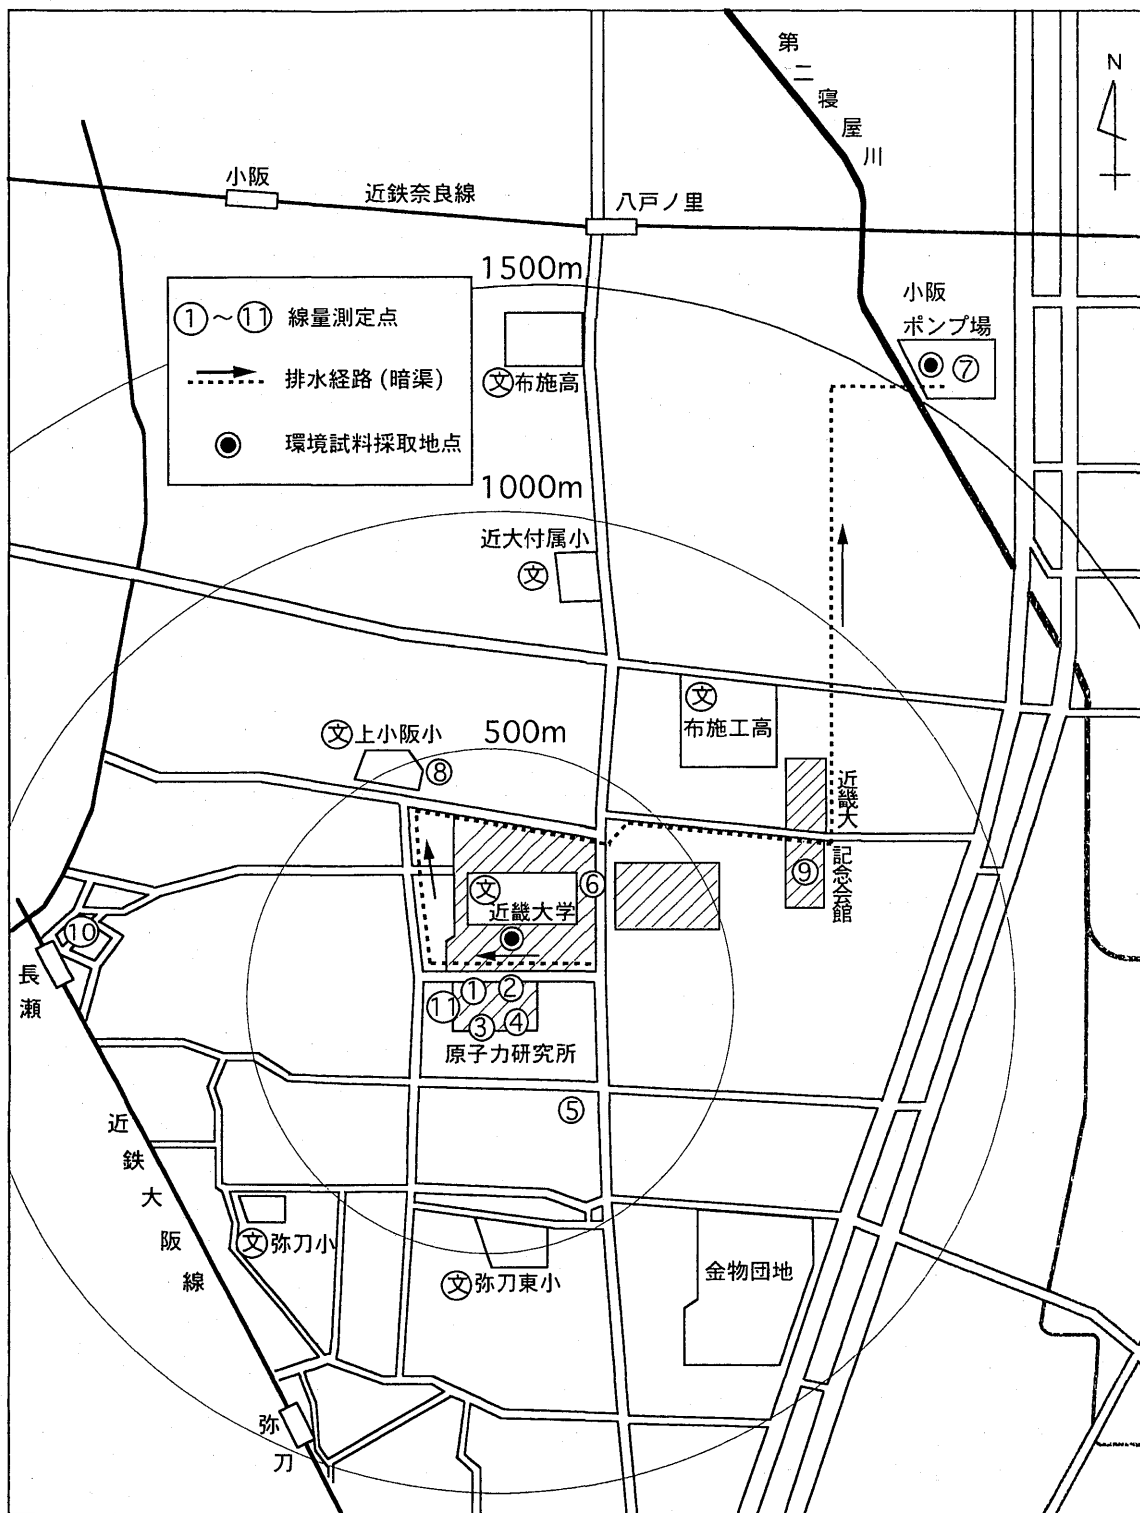 第二寝屋川
N
小阪
近鉄奈良線
八戸ノ里
1500m
小阪
ポンプ場
⑦
①～⑪ 線量測定点
排水経路(暗渠)
環境試料採取地点
文布施高
1000m
近大付属小
文
文
布施工高
文上小阪小
500m
⑧
近畿大
記念会館
⑨
⑥
文
近畿大学
⑩
長瀬
①
②
⑪
③
④
原子力研究所
⑤
近鉄大阪線
文弥刀小
文弥刀東小
金物団地
弥刀